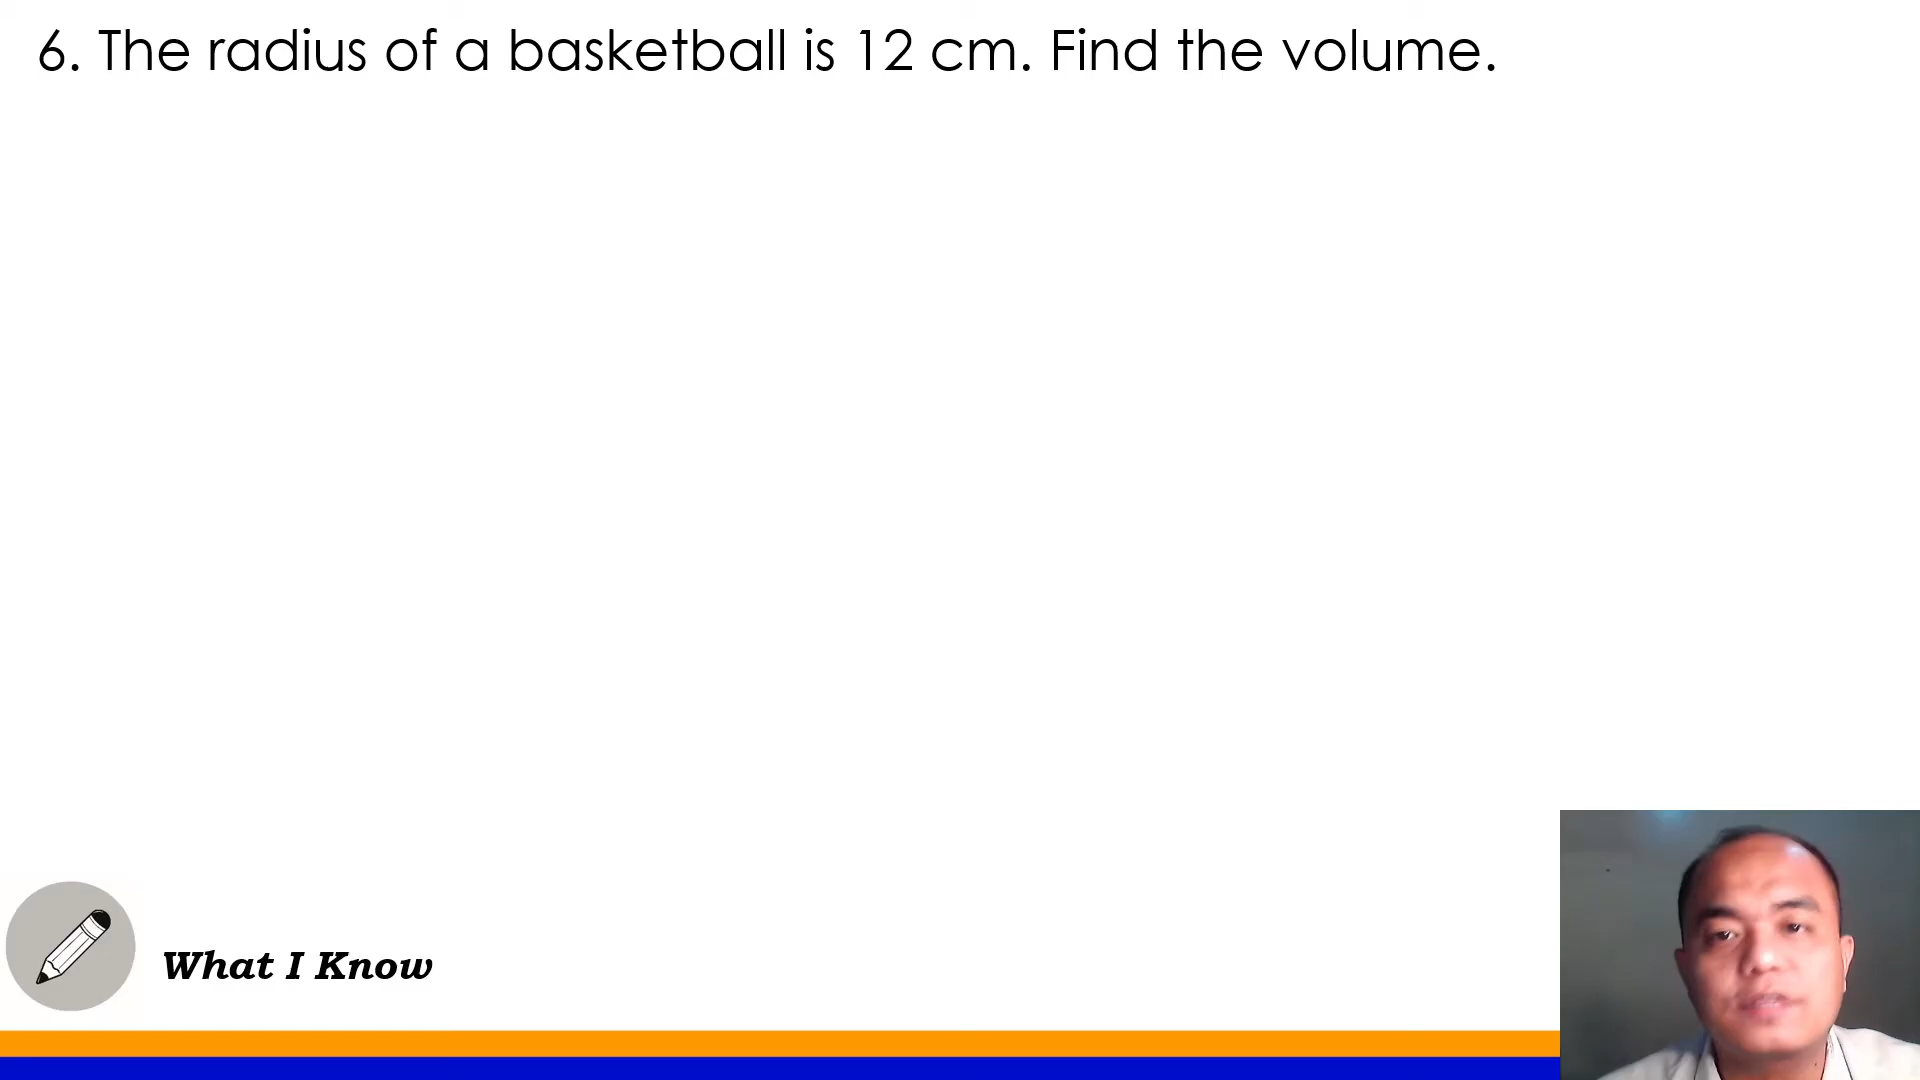 6. The radius of a basketball is 12 cm. Find the volume.
What I Know